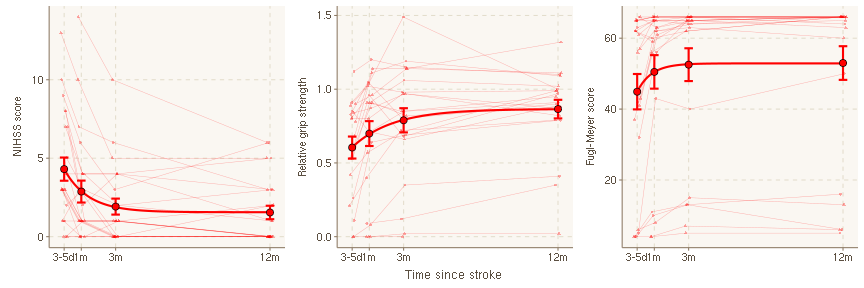 NIHSS score
10
5
0
3-5d1m 3m 12m
Relative grip strength
1.5
1.0
0.5
0.0
3-5d1m 3m 12m
Time since stroke
Fugl-Meyer score
60
40
20
3-5d1m 3m 12m